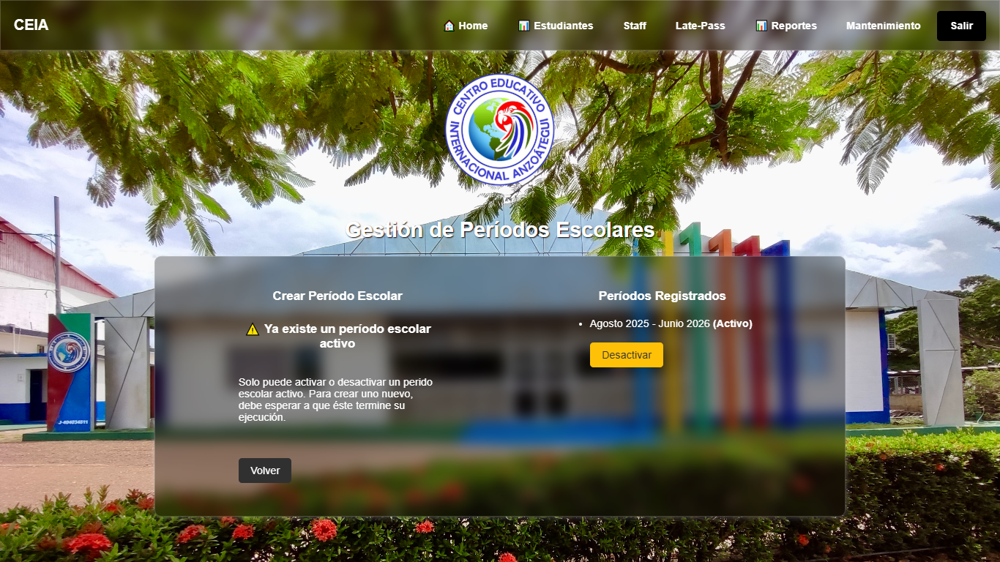 CEIA
Home
Estudiantes
Staff
Late-Pass
Reportes
Mantenimiento
Salir
CENTRO EDUCATIVO
INTERNACIONAL ANZOÁTEGUI
Gestión de Períodos Escolares
Crear Período Escolar
Ya existe un período escolar
activo
Solo puede activar o desactivar un perido
escolar activo. Para crear uno nuevo,
debe esperar a que éste termine su
ejecución.
Volver
Períodos Registrados
Agosto 2025 - Junio 2026 (Activo)
Desactivar
J-404034811